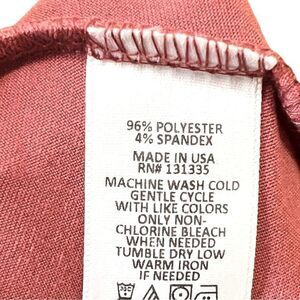 96% POLYESTER
4% SPANDEX
MADE IN USA
RN# 131335
MACHINE WASH COLD
GENTLE CYCLE
WITH LIKE COLORS
ONLY NON-
CHLORINE BLEACH
WHEN NEEDED
TUMBLE DRY LOW
WARM IRON
IF NEEDED